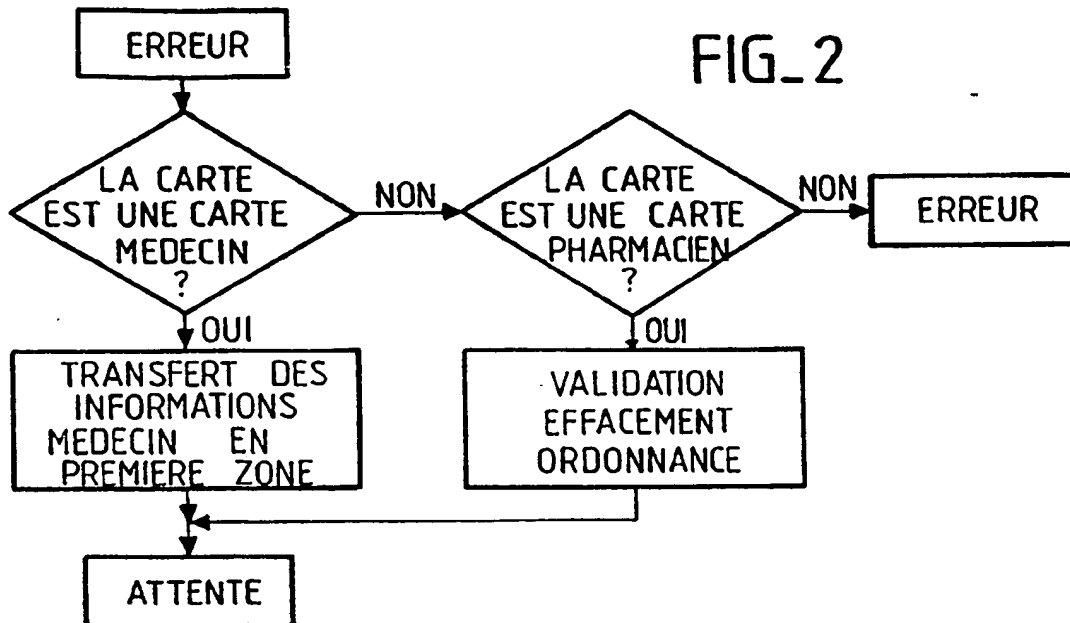 FIG_2
ERREUR
LA CARTE
EST UNE CARTE
MEDECIN
?
NON
LA CARTE
EST UNE CARTE
PHARMACIEN
?
NON
ERREUR
OUI
TRANSFERT DES
INFORMATIONS
MEDECIN EN
PREMIERE ZONE
OUI
VALIDATION
EFFACEMENT
ORDONNANCE
ATTENTE